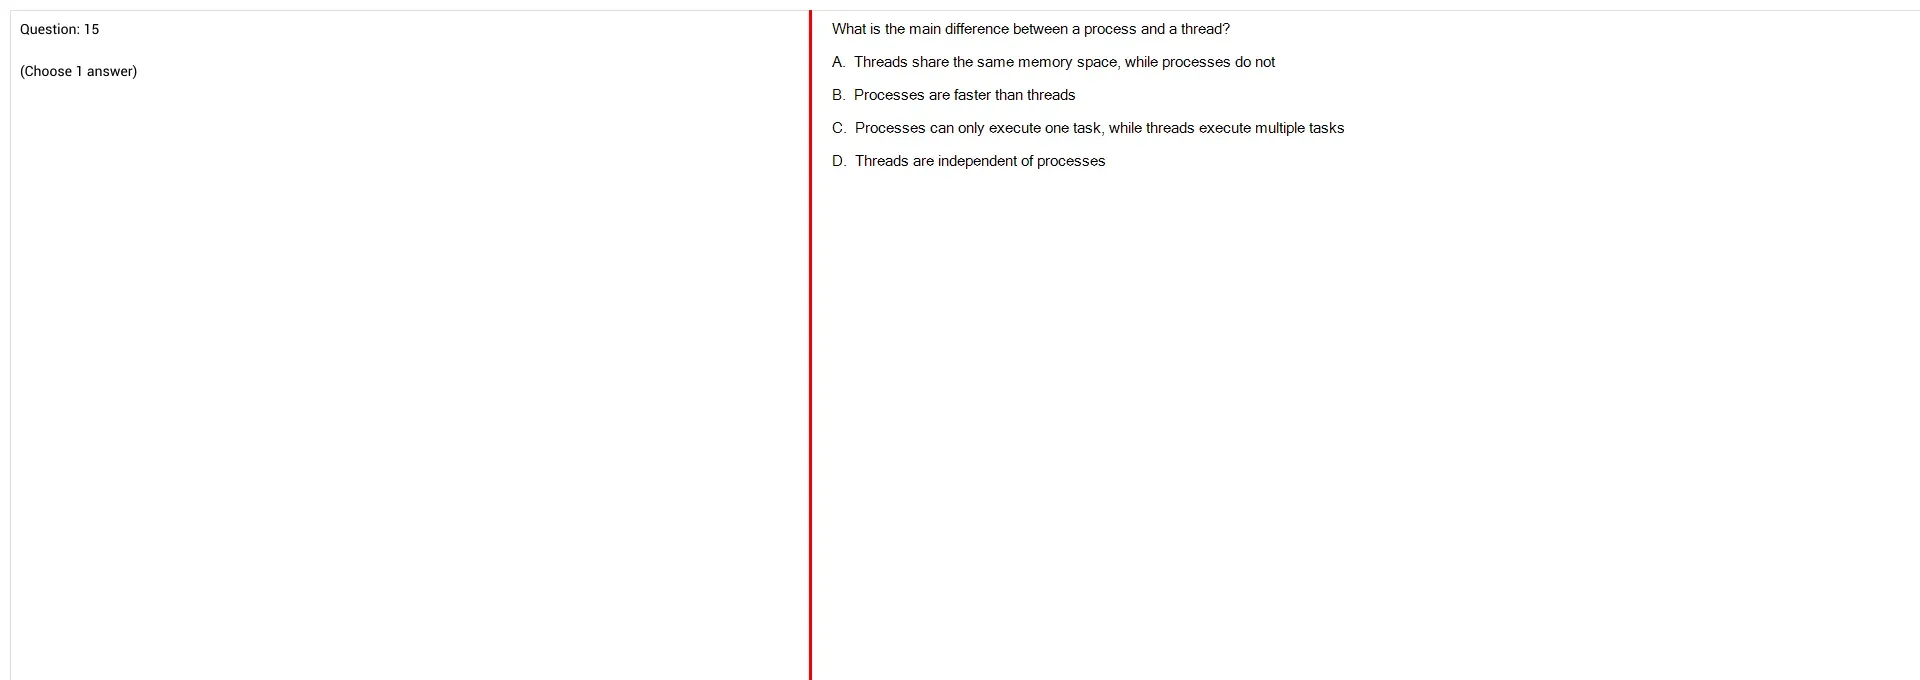 Question: 15
(Choose 1 answer)
What is the main difference between a process and a thread?
A. Threads share the same memory space, while processes do not
B. Processes are faster than threads
C. Processes can only execute one task, while threads execute multiple tasks
D. Threads are independent of processes